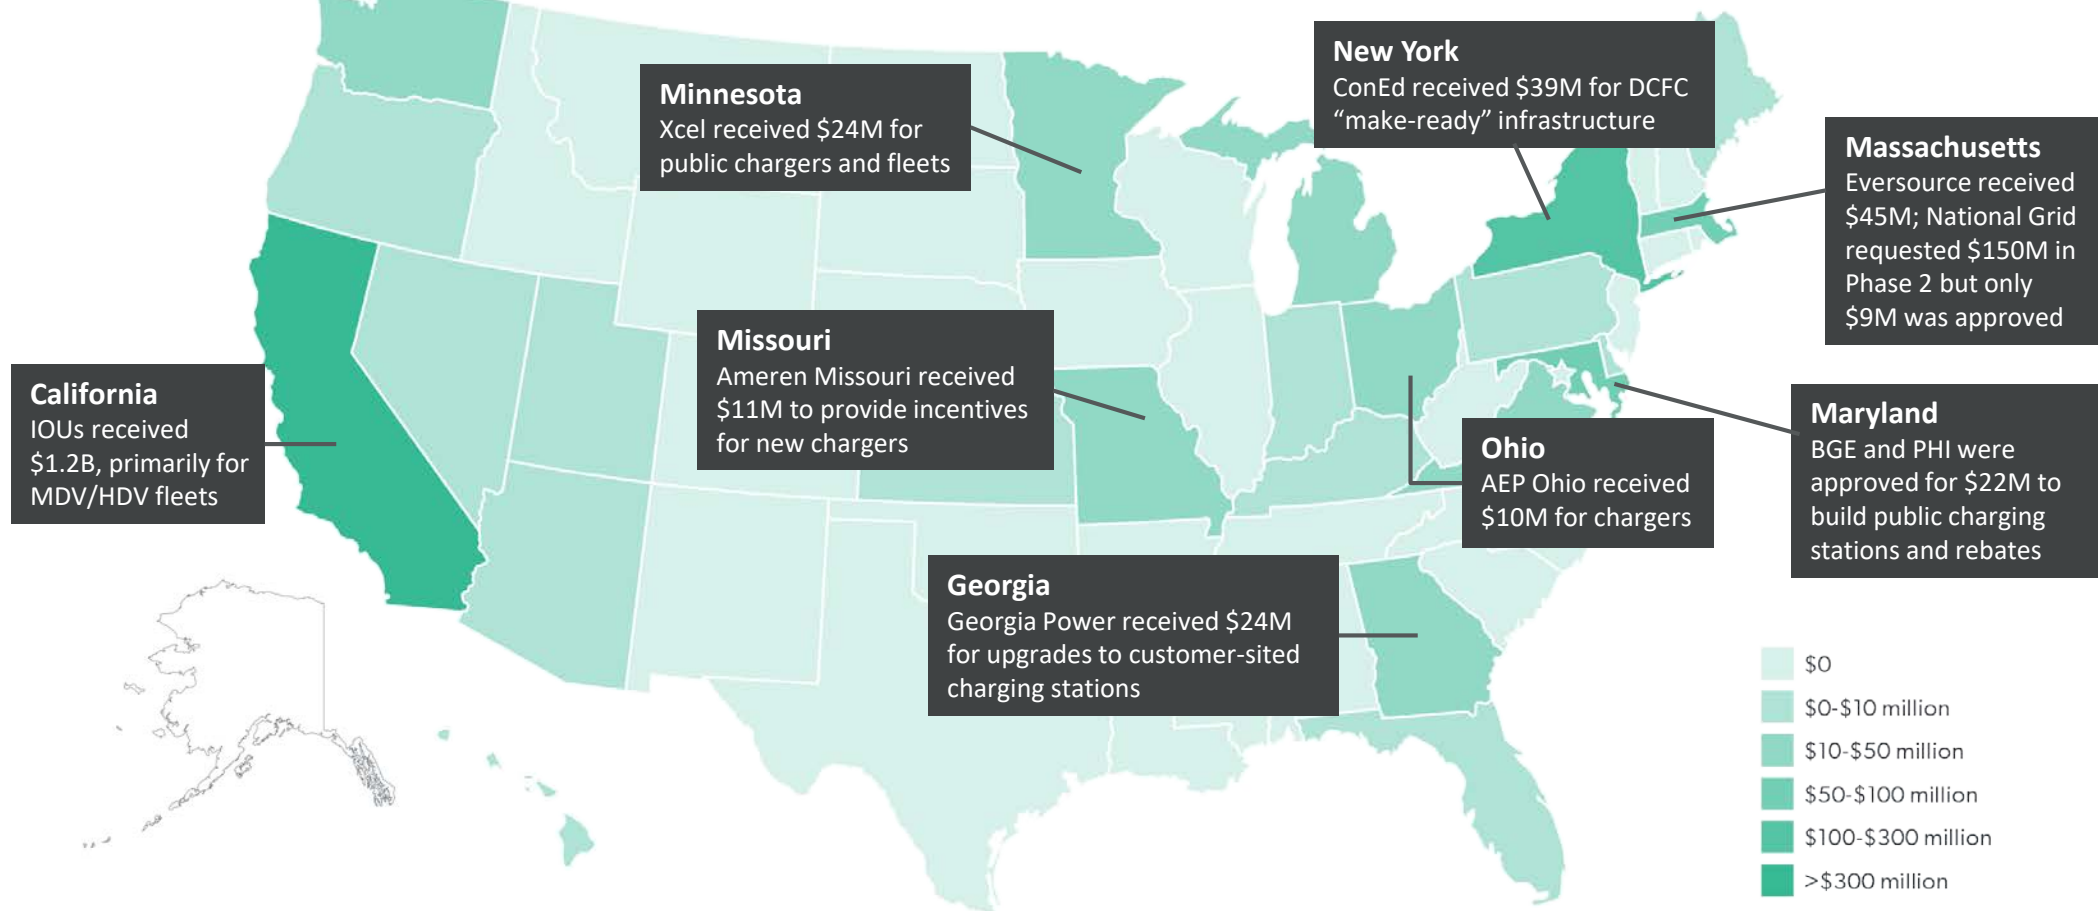 New York
ConEd received $39M for DCFC
“make-ready” infrastructure
Minnesota
Xcel received $24M for
public chargers and fleets
Massachusetts
Eversource received
$45M; National Grid
requested $150M in
Phase 2 but only
$9M was approved
Missouri
Ameren Missouri received
$11M to provide incentives
for new chargers
California
IOUs received
$1.2B, primarily for
MDV/HDV fleets
Maryland
BGE and PHI were
approved for $22M to
build public charging
stations and rebates
Ohio
AEP Ohio received
$10M for chargers
Georgia
Georgia Power received $24M
for upgrades to customer-sited
charging stations
$0
$0-$10 million
$10-$50 million
$50-$100 million
$100-$300 million
>$300 million